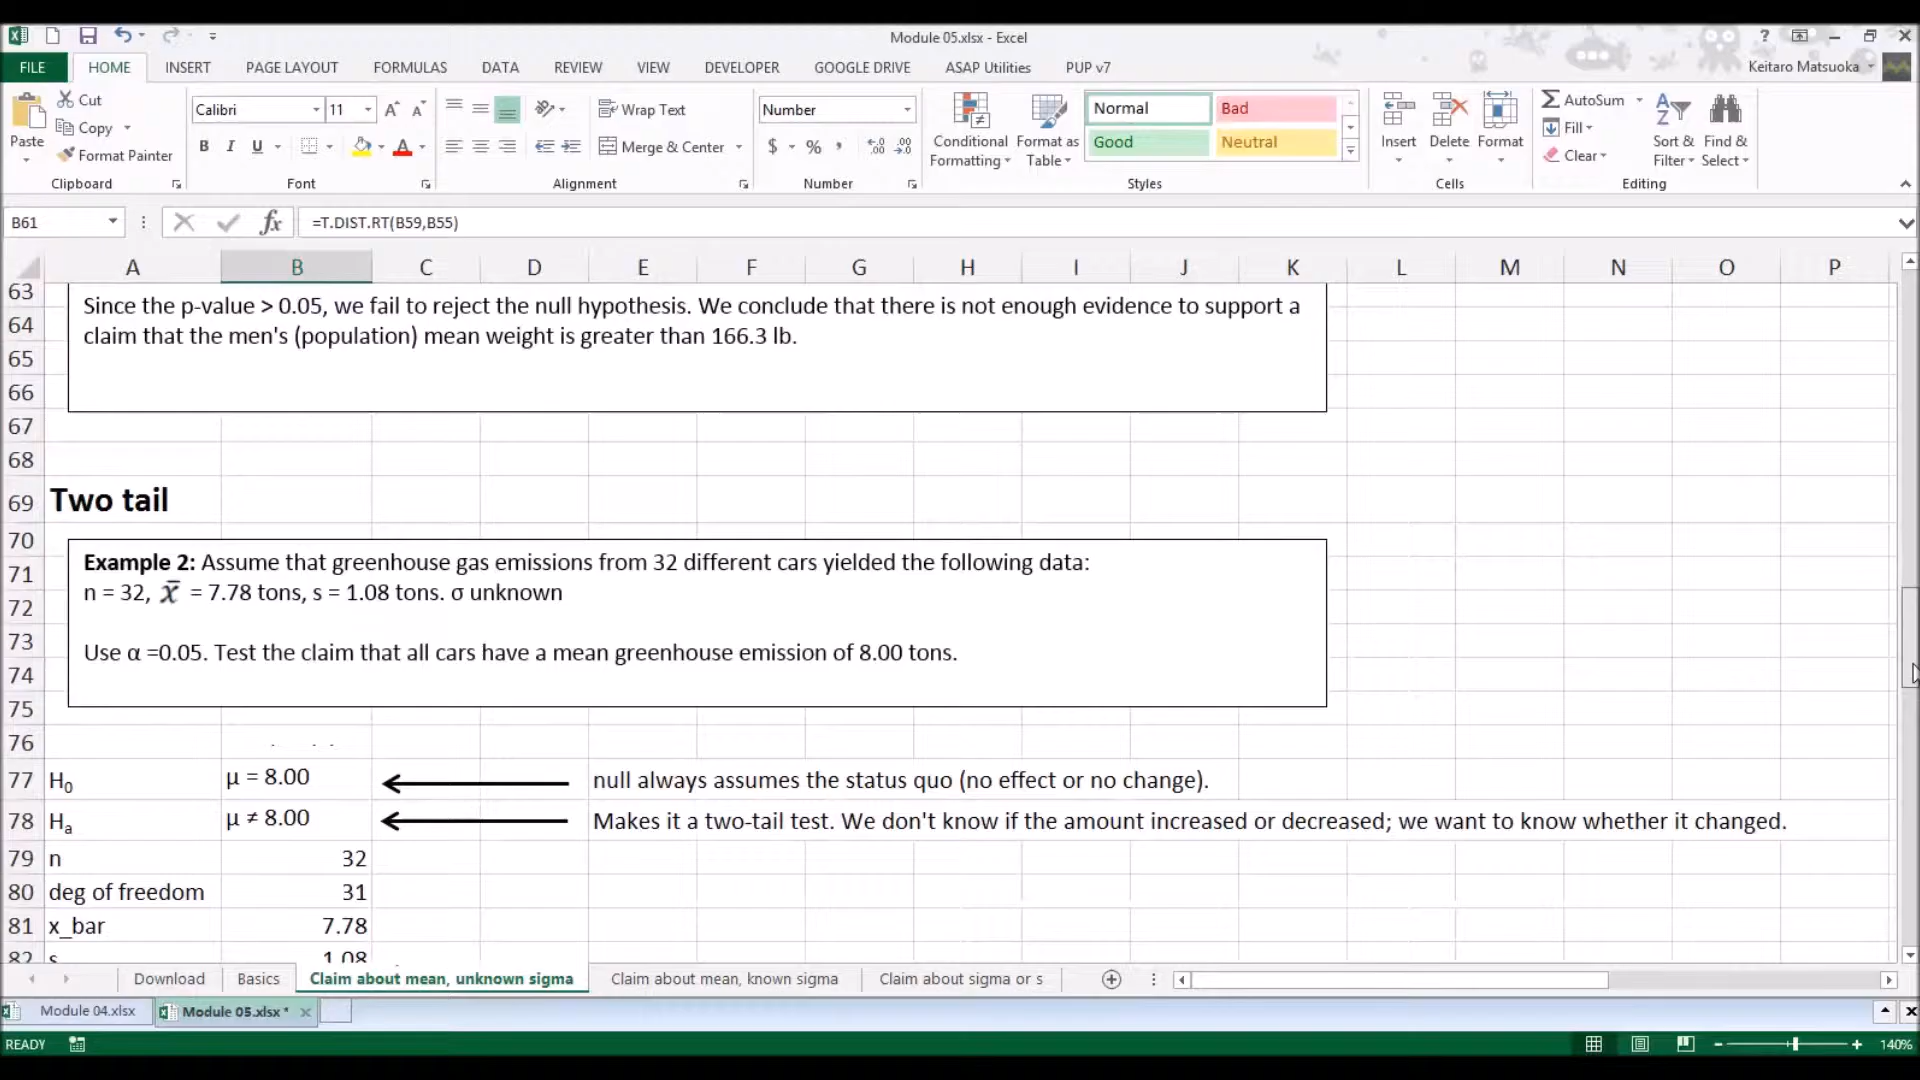 Module 05.xlsx - Excel
FILE HOME INSERT PAGE LAYOUT FORMULAS DATA REVIEW VIEW DEVELOPER GOOGLE DRIVE ASAP Utilities PUP v7 Keitaro Matsuoka
Paste
Cut
Copy
Format Painter
Clipboard
Calibri 11
B I U
Font
Wrap Text
Merge & Center
Alignment
Number
$ % ,
Number
Conditional Formatting
Format as Table
Normal Bad
Good Neutral
Styles
Insert Delete Format
Cells
AutoSum
Fill
Clear
Sort & Filter
Find & Select
Editing
B61 fx =T.DIST.RT(B59,B55)
A B C D E F G H I J K L M N O P
63
64
65
66
67
68
69
70
71
72
73
74
75
76
77
78
79
80
81
82
Since the p-value > 0.05, we fail to reject the null hypothesis. We conclude that there is not enough evidence to support a
claim that the men's (population) mean weight is greater than 166.3 lb.
Two tail
Example 2: Assume that greenhouse gas emissions from 32 different cars yielded the following data:
n = 32, x̄ = 7.78 tons, s = 1.08 tons. σ unknown
Use α =0.05. Test the claim that all cars have a mean greenhouse emission of 8.00 tons.
H0 μ = 8.00 null always assumes the status quo (no effect or no change).
Ha μ ≠ 8.00 Makes it a two-tail test. We don't know if the amount increased or decreased; we want to know whether it changed.
n 32
deg of freedom 31
x_bar 7.78
s 1.08
Download Basics Claim about mean, unknown sigma Claim about mean, known sigma Claim about sigma or s
Module 04.xlsx Module 05.xlsx *
READY 140%